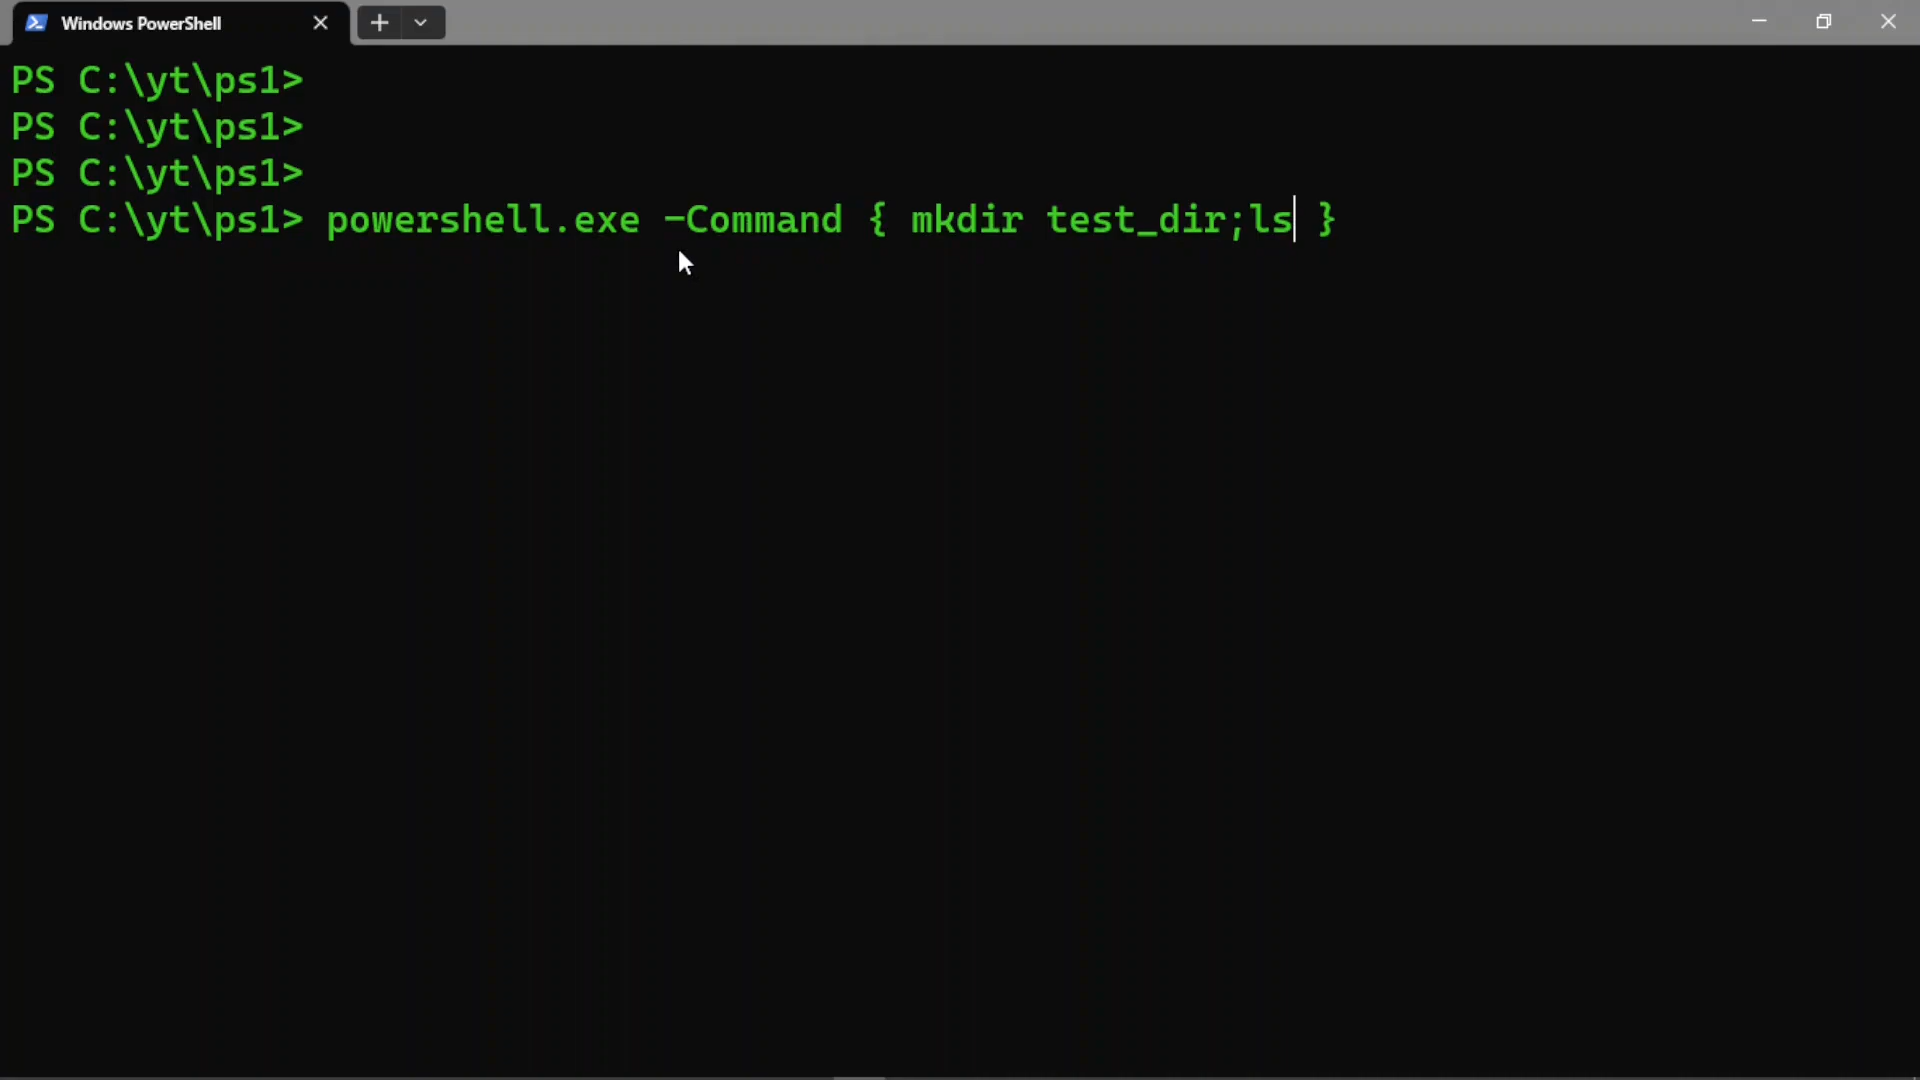 Windows PowerShell
PS C:\yt\ps1>
PS C:\yt\ps1>
PS C:\yt\ps1>
PS C:\yt\ps1> powershell.exe -Command { mkdir test_dir;ls }